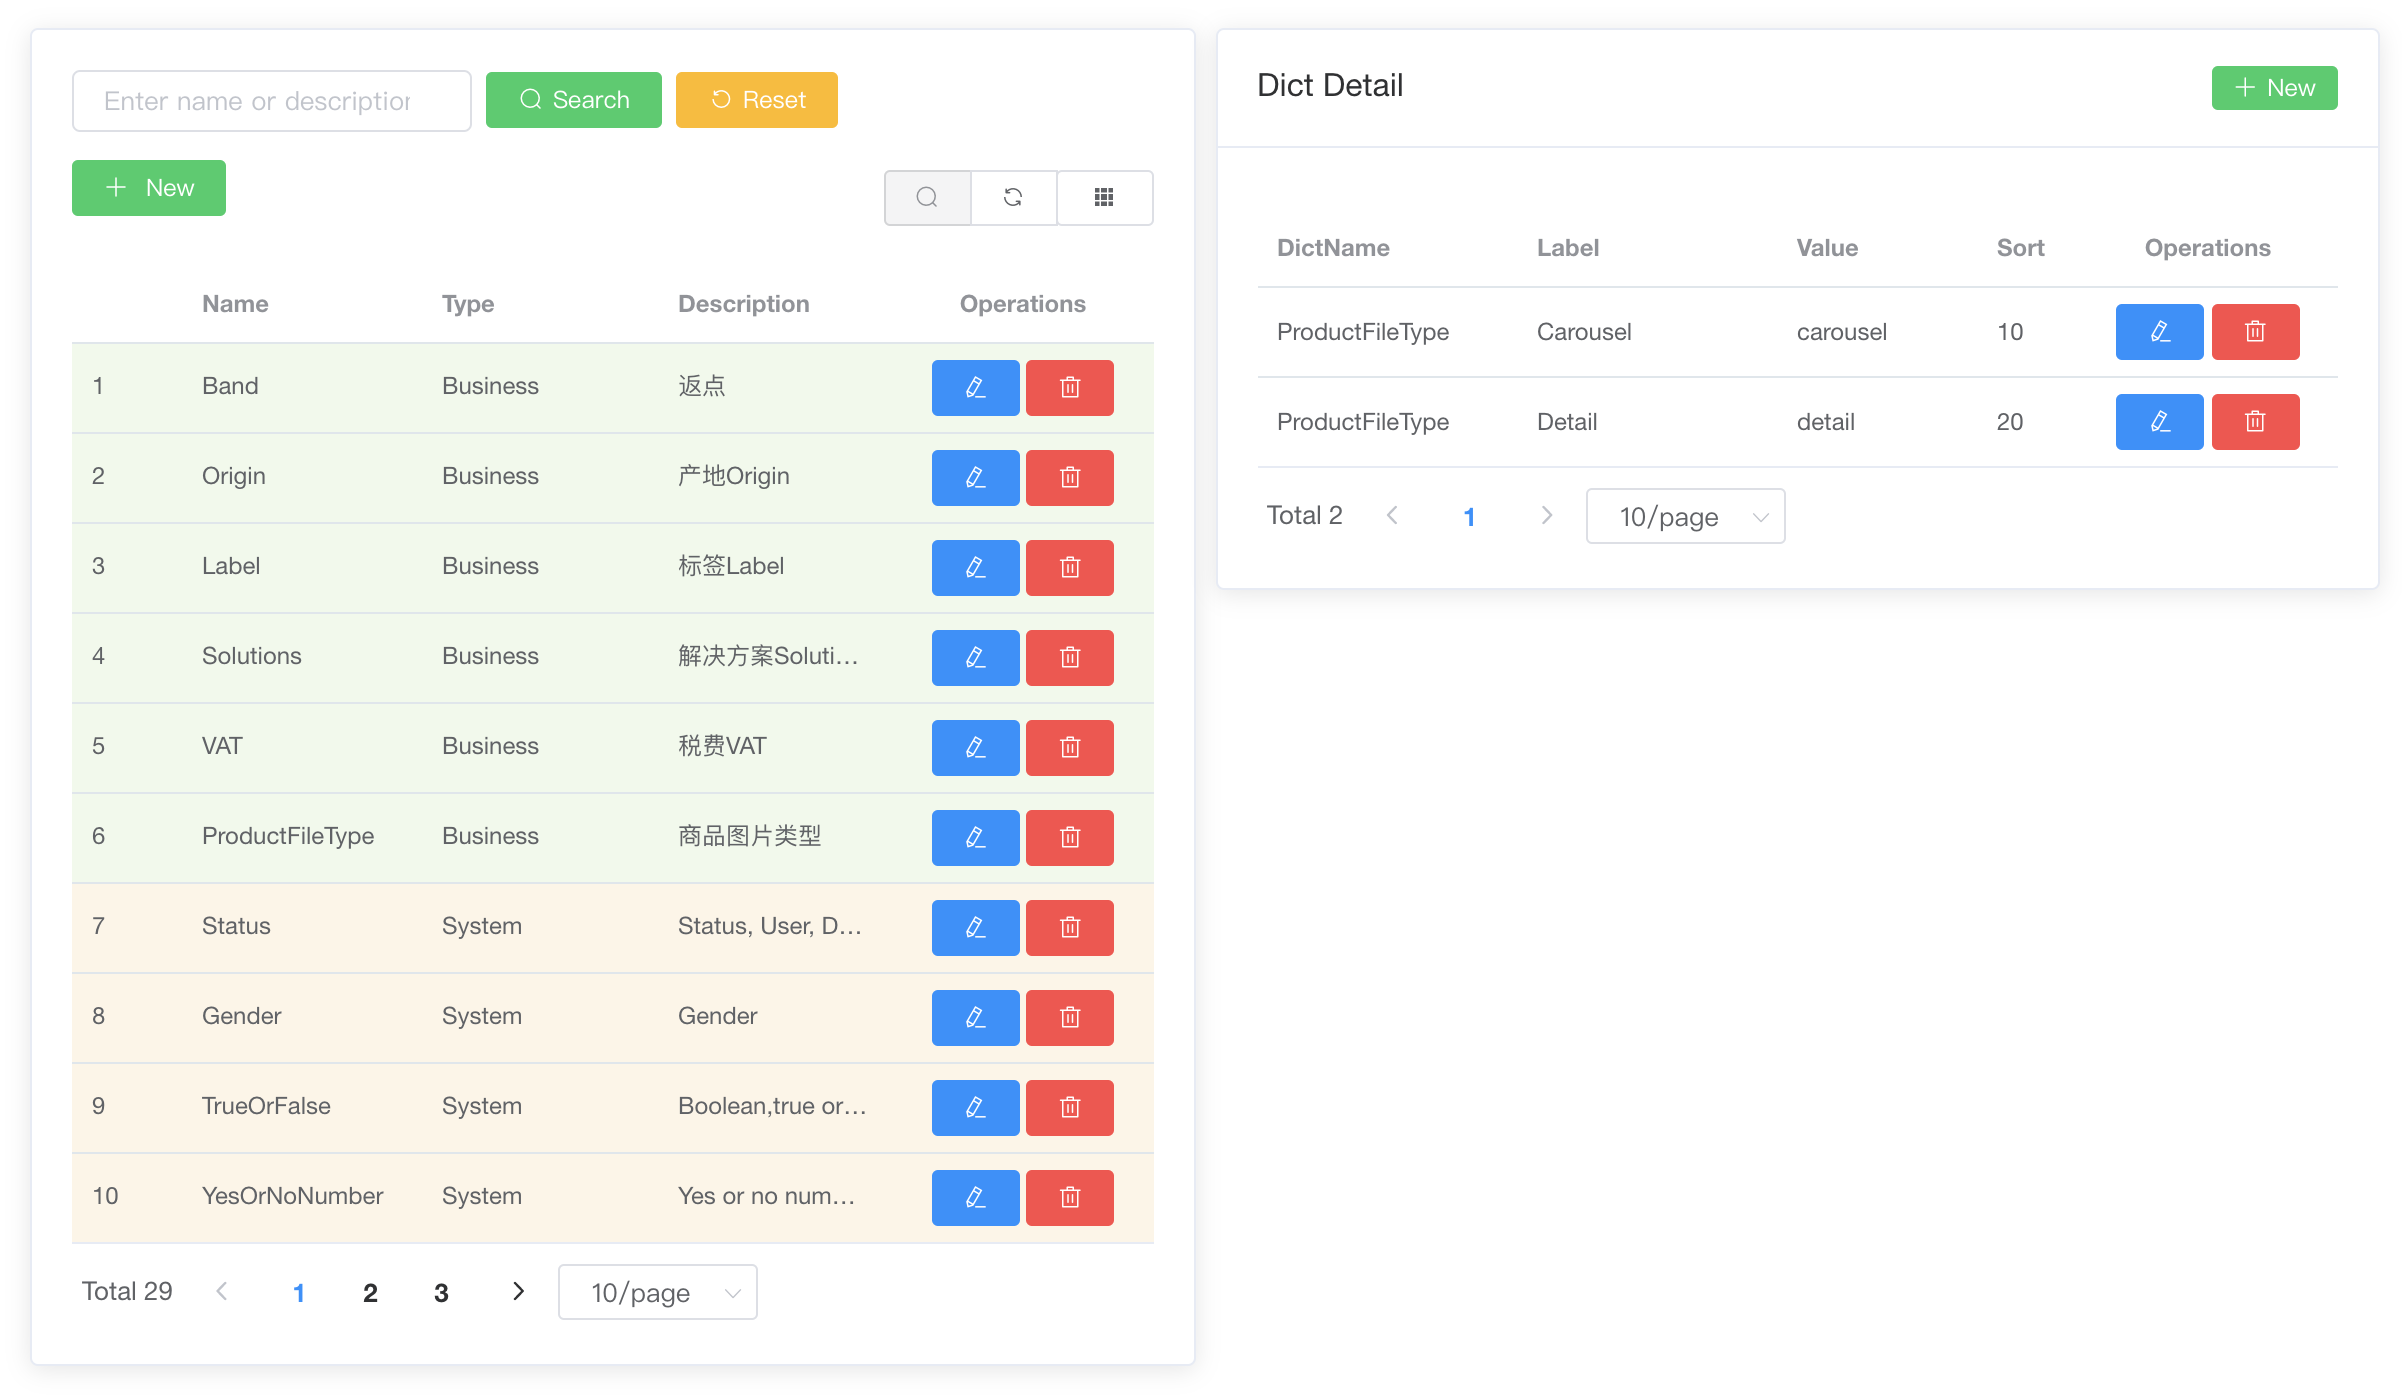 Enter name or description
Search
Reset
New
Name Type Description Operations
1 Band Business 返点
2 Origin Business 产地Origin
3 Label Business 标签Label
4 Solutions Business 解决方案Soluti...
5 VAT Business 税费VAT
6 ProductFileType Business 商品图片类型
7 Status System Status, User, D...
8 Gender System Gender
9 TrueOrFalse System Boolean,true or...
10 YesOrNoNumber System Yes or no num...
Total 29 1 2 3 10/page
Dict Detail
New
DictName Label Value Sort Operations
ProductFileType Carousel carousel 10
ProductFileType Detail detail 20
Total 2 1 10/page